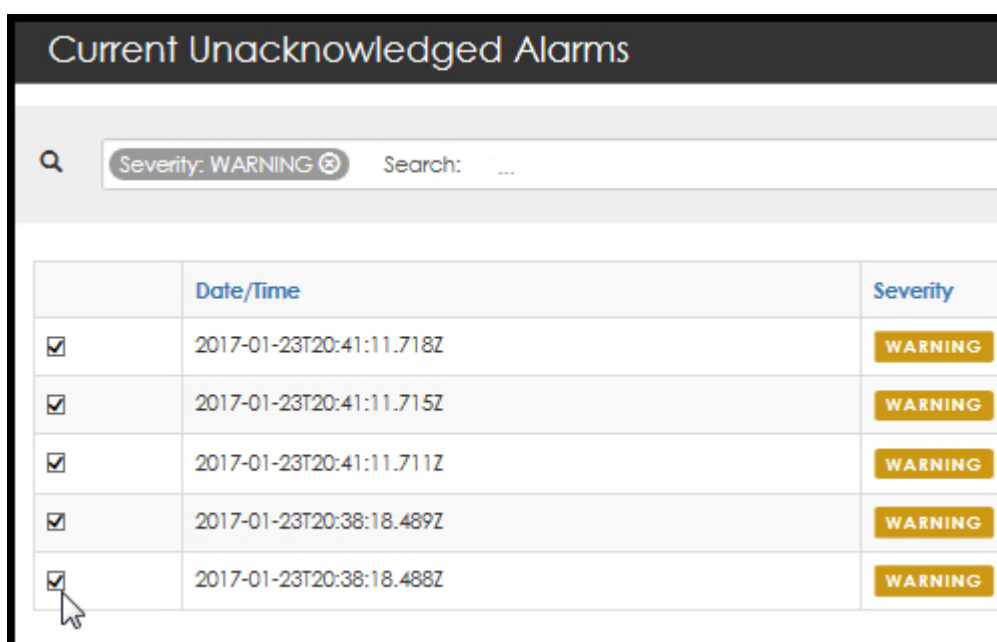 Current Unacknowledged Alarms
Severity: WARNING Search: ...
Date/Time Severity
2017-01-23T20:41:11.718Z WARNING
2017-01-23T20:41:11.715Z WARNING
2017-01-23T20:41:11.711Z WARNING
2017-01-23T20:38:18.489Z WARNING
2017-01-23T20:38:18.488Z WARNING